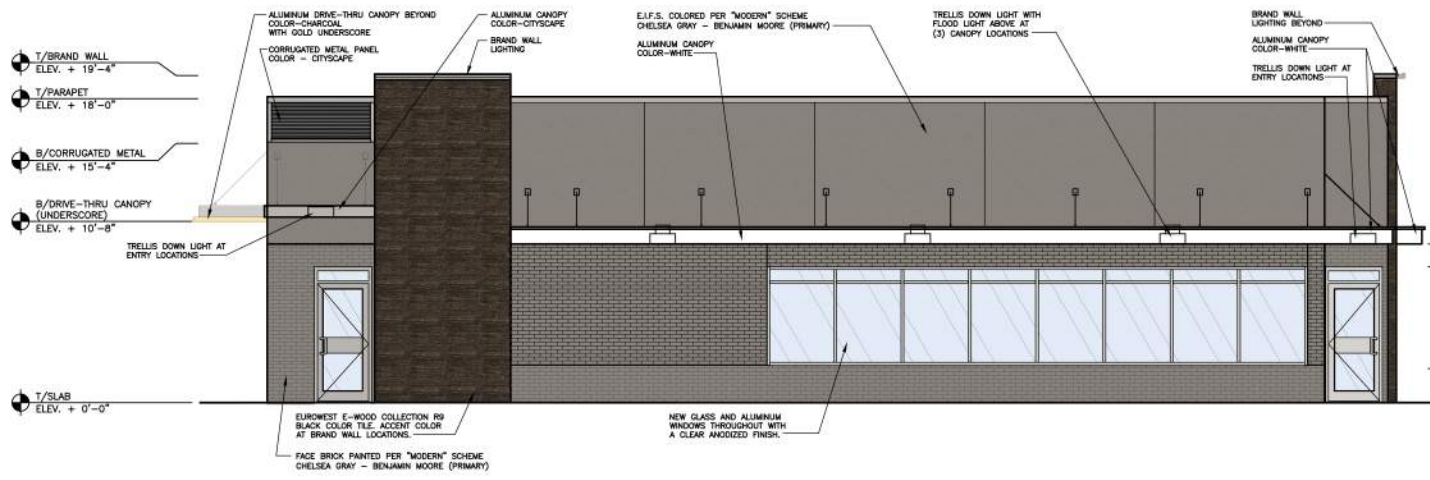 ALUMINUM DRIVE-THRU CANOPY BEYOND
COLOR-CHARCOAL
WITH GOLD UNDERSCORE
CORRUGATED METAL PANEL
COLOR - CITYSCAPE
ALUMINUM CANOPY
COLOR-CITYSCAPE
BRAND WALL
LIGHTING
E.I.F.S. COLORED PER "MODERN" SCHEME
CHELSEA GRAY - BENJAMIN MOORE (PRIMARY)
ALUMINUM CANOPY
COLOR-WHITE
TRELLIS DOWN LIGHT WITH
FLOOD LIGHT ABOVE AT
(3) CANOPY LOCATIONS
BRAND WALL
LIGHTING BEYOND
ALUMINUM CANOPY
COLOR-WHITE
TRELLIS DOWN LIGHT AT
ENTRY LOCATIONS
T/BRAND WALL
ELEV. + 19'-4"
T/PARAPET
ELEV. + 18'-0"
B/CORRUGATED METAL
ELEV. + 15'-4"
B/DRIVE-THRU CANOPY
(UNDERSCORE)
ELEV. + 10'-8"
TRELLIS DOWN LIGHT AT
ENTRY LOCATIONS
T/SLAB
ELEV. + 0'-0"
EUROWEST E-WOOD COLLECTION R9
BLACK COLOR TILE. ACCENT COLOR
AT BRAND WALL LOCATIONS.
FACE BRICK PAINTED PER "MODERN" SCHEME
CHELSEA GRAY - BENJAMIN MOORE (PRIMARY)
NEW GLASS AND ALUMINUM
WINDOWS THROUGHOUT WITH
A CLEAR ANODIZED FINISH.